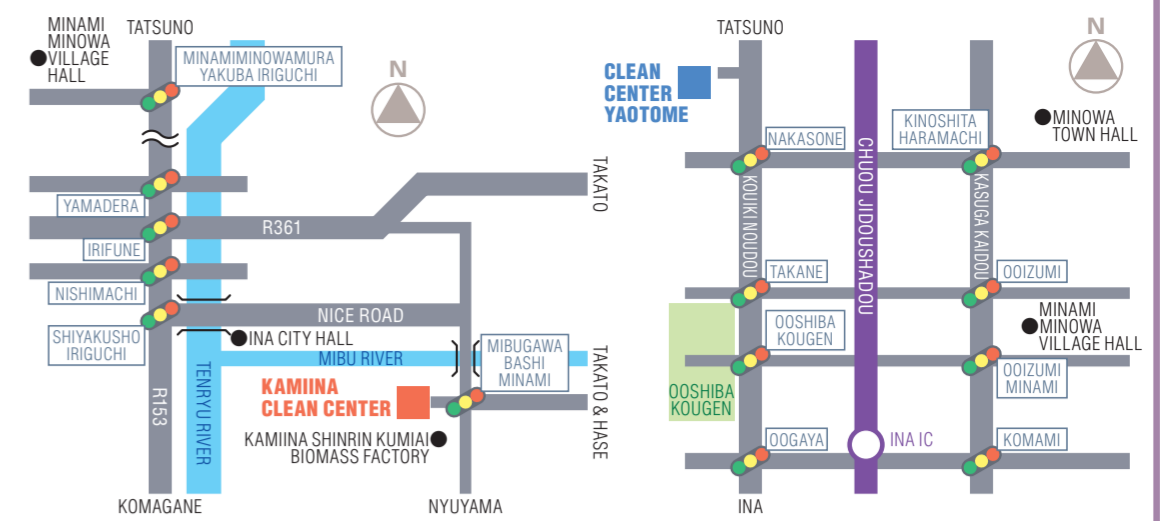 MINAMI
MINOWA
VILLAGE
HALL
TATSUNO
MINAMIMINOWAMURA
YAKUBA IRIGUCHI
N
YAMADERA
R361
TAKATO
IRIFUNE
NISHIMACHI
NICE ROAD
SHIYAKUSHO
IRIGUCHI
INA CITY HALL
MIBU RIVER
MIBUGAWA
BASHI
MINAMI
TAKATO & HASE
R153
TENRYU RIVER
KAMIINA
CLEAN CENTER
KAMIINA SHINRIN KUMIAI
BIOMASS FACTORY
KOMAGANE
NYUYAMA
TATSUNO
N
CLEAN
CENTER
YAOTOME
NAKASONE
KINOSHITA
HARAMACHI
MINOWA
TOWN HALL
KOUIKI NOUDOU
CHUOU JIDOUSHADOU
KASUGA KAIDOU
TAKANE
OOIZUMI
OOSHIBA
KOUGEN
MINAMI
MINOWA
VILLAGE HALL
OOSHIBA
KOUGEN
OOIZUMI
MINAMI
OOGAYA
INA IC
KOMAMI
INA